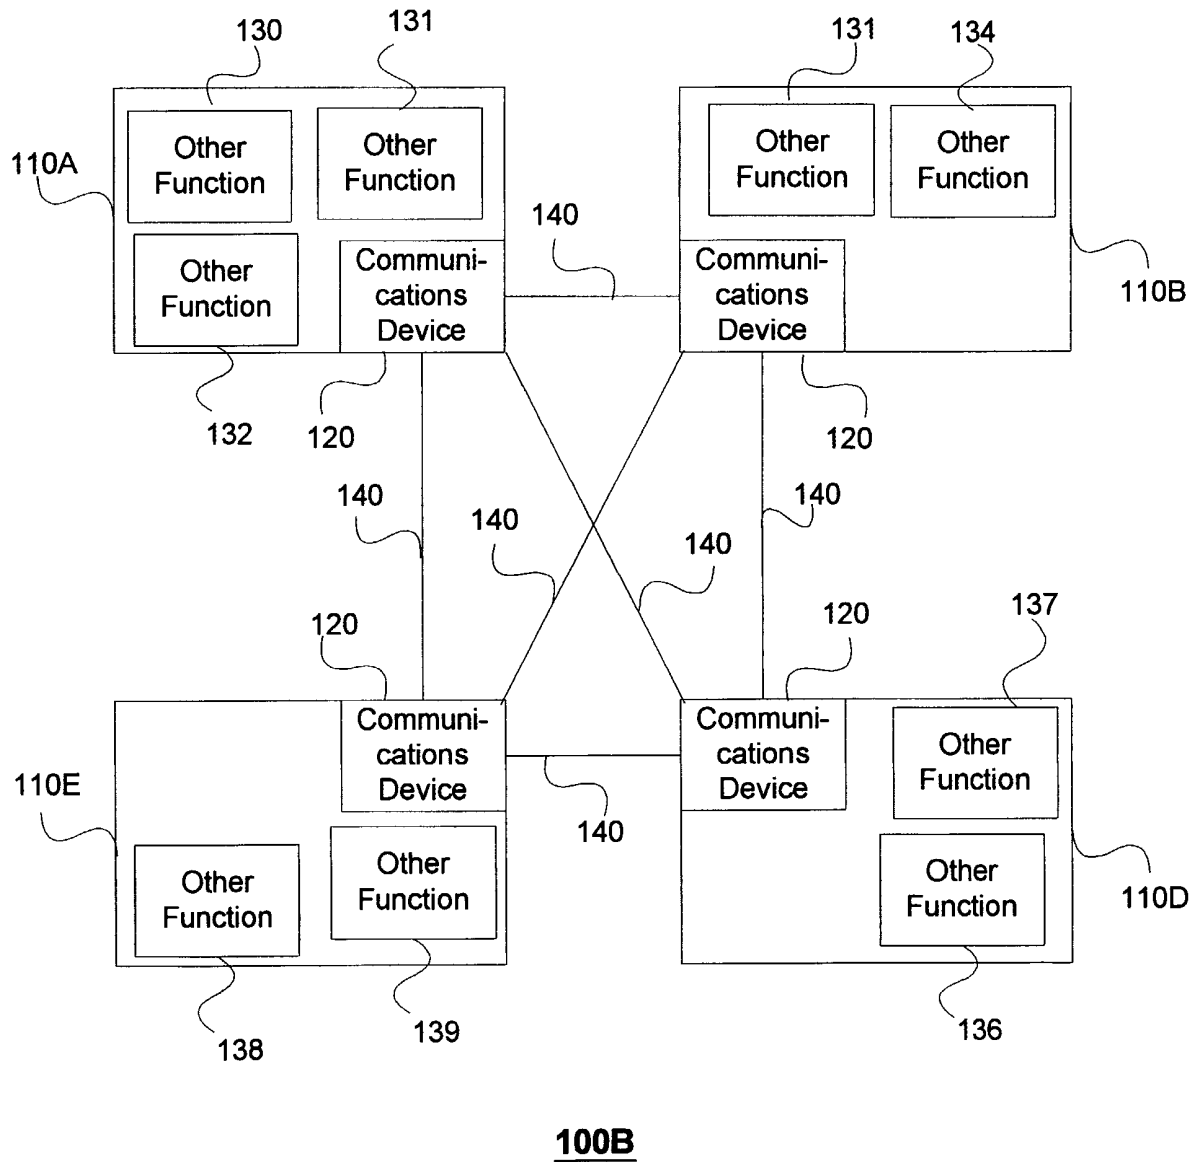 130
131
131
134
Other
Function
Other
Function
Other
Function
Other
Function
110A
140
Other
Function
Communi-
cations
Device
Communi-
cations
Device
110B
132
120
120
140
140
140
140
120
120
137
Communi-
cations
Device
Communi-
cations
Device
Other
Function
110E
140
Other
Function
Other
Function
Other
Function
110D
138
139
136
100B